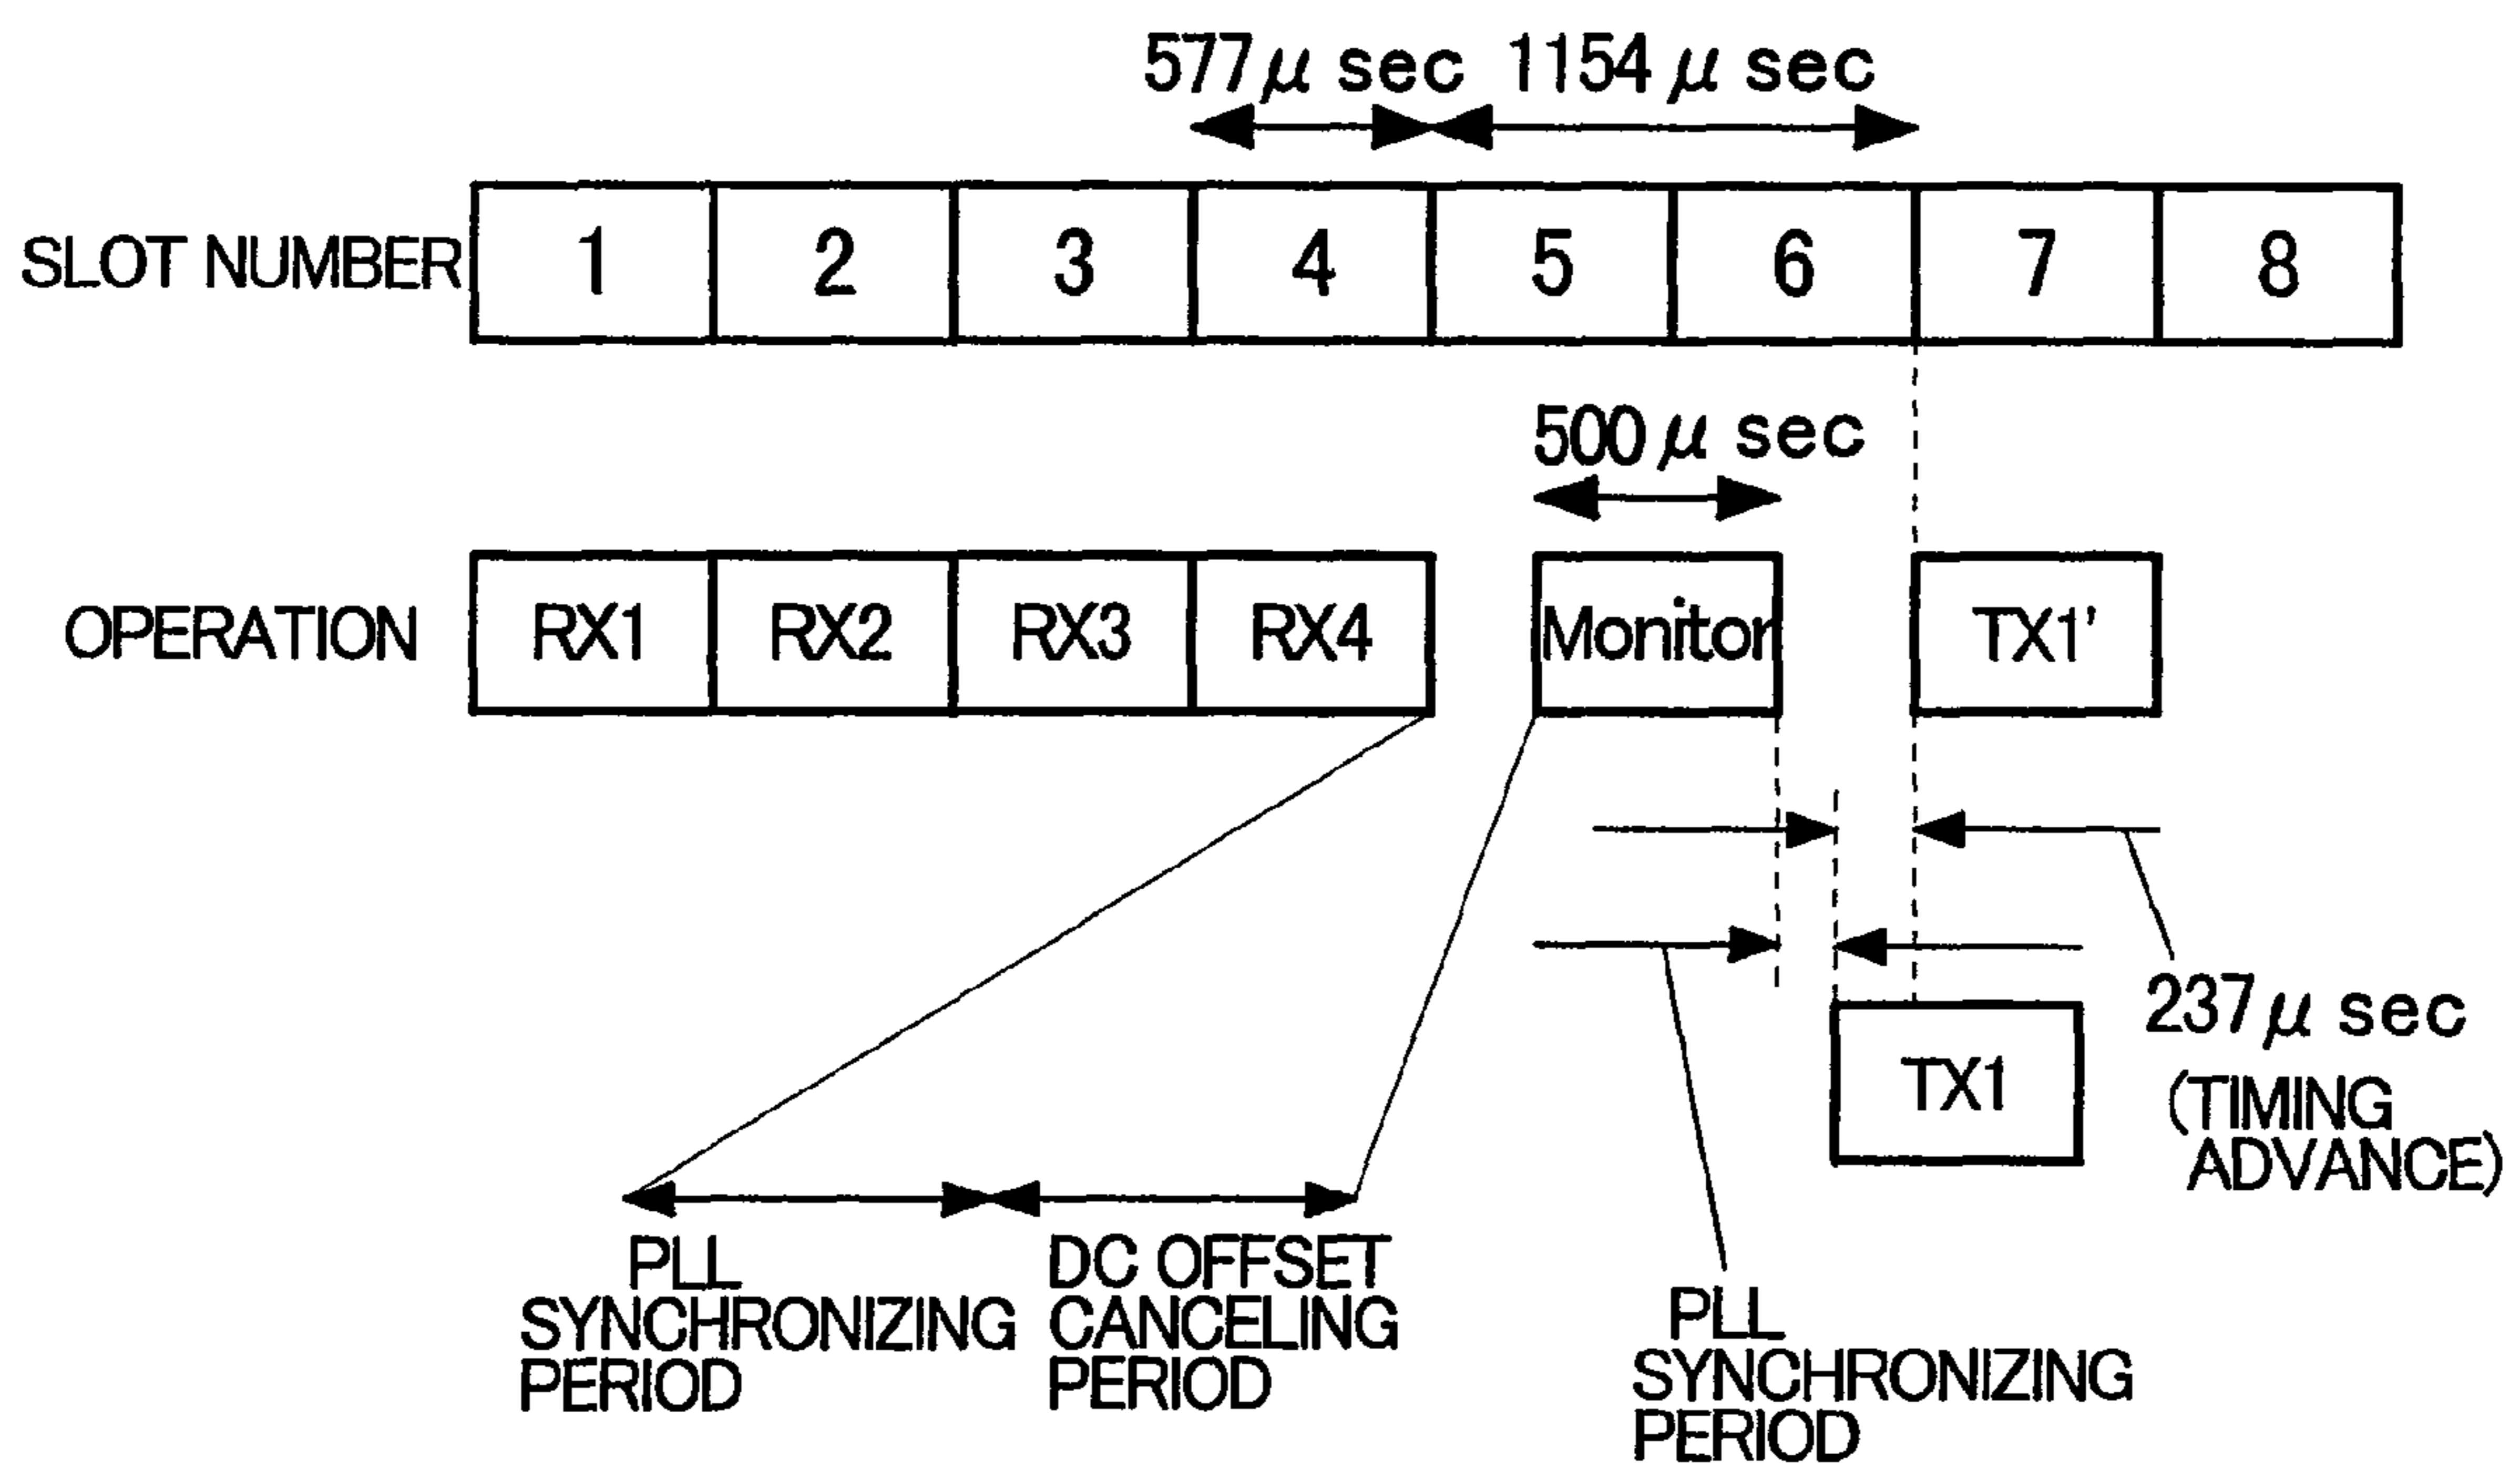 577μ sec 1154μ sec
SLOT NUMBER 1 2 3 4 5 6 7 8
500μ sec
OPERATION RX1 RX2 RX3 RX4 Monitor TX1'
237μ sec
(TIMING
ADVANCE)
TX1
PLL
SYNCHRONIZING
PERIOD
DC OFFSET
CANCELING
PERIOD
PLL
SYNCHRONIZING
PERIOD